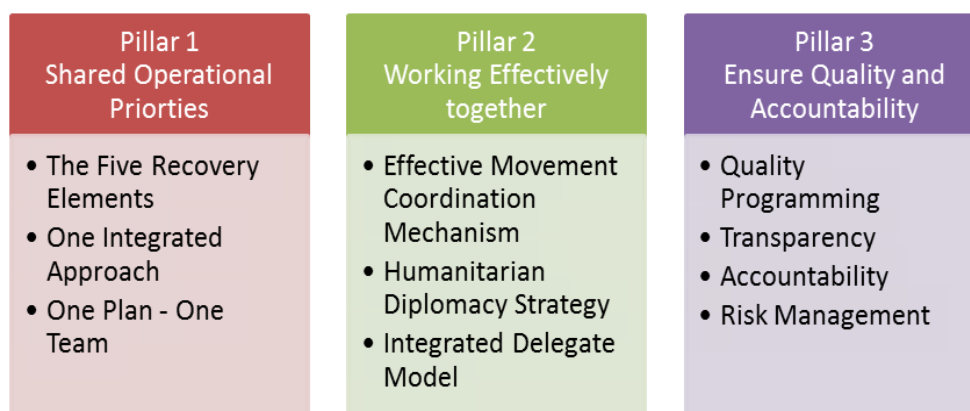 Pillar 1
Shared Operational
Priorties
• The Five Recovery
Elements
• One Integrated
Approach
• One Plan - One
Team
Pillar 2
Working Effectively
together
• Effective Movement
Coordination
Mechanism
• Humanitarian
Diplomacy Strategy
• Integrated Delegate
Model
Pillar 3
Ensure Quality and
Accountability
• Quality
Programming
• Transparency
• Accountability
• Risk Management